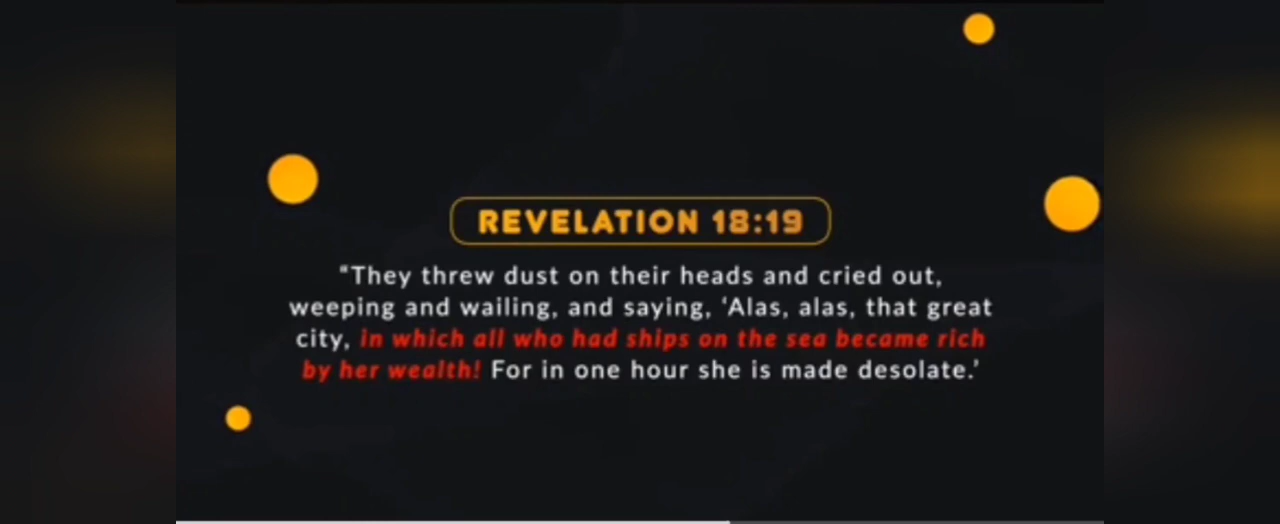 REVELATION 18:19
"They threw dust on their heads and cried out,
weeping and wailing, and saying, ‘Alas, alas, that great
city, in which all who had ships on the sea became rich
by her wealth! For in one hour she is made desolate.’